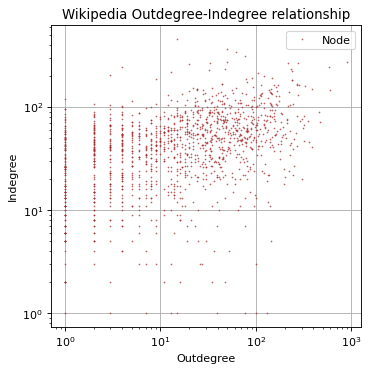 Wikipedia Outdegree-Indegree relationship
Node
Indegree
10²
10¹
10⁰
10⁰ 10¹ 10² 10³
Outdegree